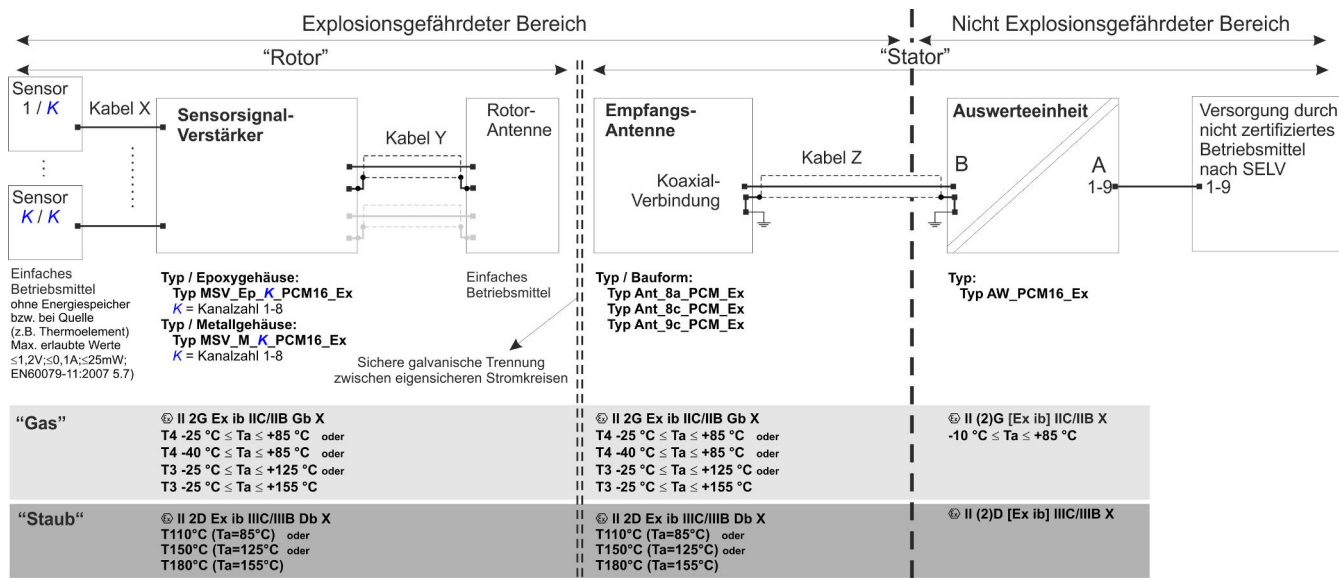 Explosionsgefährdeter Bereich
Nicht Explosionsgefährdeter Bereich
“Rotor”
“Stator”
Sensor
1 / K
Kabel X
Sensor
K / K
Sensorsignal-
Verstärker
Kabel Y
Rotor-
Antenne
Empfangs-
Antenne
Koaxial-
Verbindung
Kabel Z
Auswerteeinheit
B
A
1-9
Versorgung durch
nicht zertifiziertes
Betriebsmittel
nach SELV
1-9
Einfaches
Betriebsmittel
ohne Energiespeicher
bzw. bei Quelle
(z.B. Thermoelement)
Max. erlaubte Werte
≤1,2V;≤0,1A;≤25mW;
EN60079-11:2007 5.7)
Typ / Epoxygehäuse:
Typ MSV_Ep_K_PCM16_Ex
K = Kanalzahl 1-8
Typ / Metallgehäuse:
Typ MSV_M_K_PCM16_Ex
K = Kanalzahl 1-8
Einfaches
Betriebsmittel
Sichere galvanische Trennung
zwischen eigensicheren Stromkreisen
Typ / Bauform:
Typ Ant_8a_PCM_Ex
Typ Ant_8c_PCM_Ex
Typ Ant_9c_PCM_Ex
Typ:
Typ AW_PCM16_Ex
“Gas”
II 2G Ex ib IIC/IIB Gb X
T4 -25 °C ≤ Ta ≤ +85 °C oder
T4 -40 °C ≤ Ta ≤ +85 °C oder
T3 -25 °C ≤ Ta ≤ +125 °C oder
T3 -25 °C ≤ Ta ≤ +155 °C
II 2G Ex ib IIC/IIB Gb X
T4 -25 °C ≤ Ta ≤ +85 °C oder
T4 -40 °C ≤ Ta ≤ +85 °C oder
T3 -25 °C ≤ Ta ≤ +125 °C oder
T3 -25 °C ≤ Ta ≤ +155 °C
II (2)G [Ex ib] IIC/IIB X
-10 °C ≤ Ta ≤ +85 °C
“Staub“
II 2D Ex ib IIIC/IIIB Db X
T110°C (Ta=85°C) oder
T150°C (Ta=125°C oder
T180°C (Ta=155°C)
II 2D Ex ib IIIC/IIIB Db X
T110°C (Ta=85°C) oder
T150°C (Ta=125°C) oder
T180°C (Ta=155°C)
II (2)D [Ex ib] IIIC/IIIB X